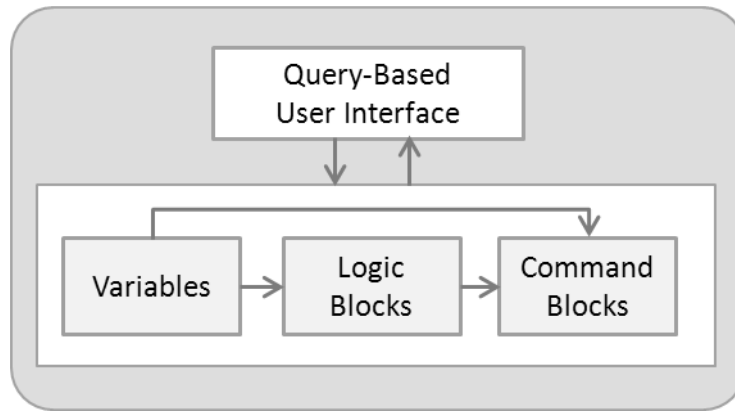 Query-Based
User Interface
Variables
Logic
Blocks
Command
Blocks